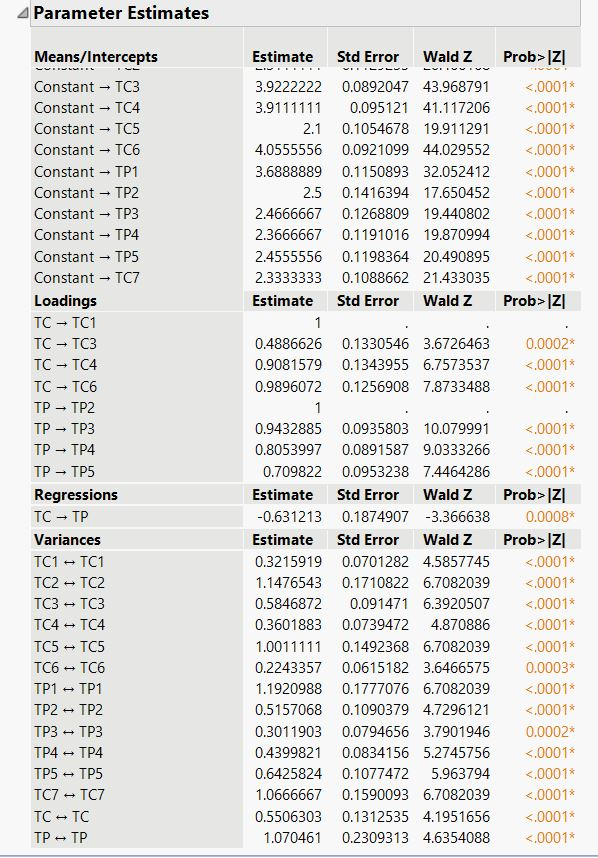 Parameter Estimates
Means/Intercepts Estimate Std Error Wald Z Prob>|Z|
Constant → TC3 3.9222222 0.0892047 43.968791 <.0001*
Constant → TC4 3.9111111 0.095121 41.117206 <.0001*
Constant → TC5 2.1 0.1054678 19.911291 <.0001*
Constant → TC6 4.0555556 0.0921099 44.029552 <.0001*
Constant → TP1 3.6888889 0.1150893 32.052412 <.0001*
Constant → TP2 2.5 0.1416394 17.650452 <.0001*
Constant → TP3 2.4666667 0.1268809 19.440802 <.0001*
Constant → TP4 2.3666667 0.1191016 19.870994 <.0001*
Constant → TP5 2.4555556 0.1198364 20.490895 <.0001*
Constant → TC7 2.3333333 0.1088662 21.433035 <.0001*
Loadings Estimate Std Error Wald Z Prob>|Z|
TC → TC1 1 . . .
TC → TC3 0.4886626 0.1330546 3.6726463 0.0002*
TC → TC4 0.9081579 0.1343955 6.7573537 <.0001*
TC → TC6 0.9896072 0.1256908 7.8733488 <.0001*
TP → TP2 1 . . .
TP → TP3 0.9432885 0.0935803 10.079991 <.0001*
TP → TP4 0.8053997 0.0891587 9.0333266 <.0001*
TP → TP5 0.709822 0.0953238 7.4464286 <.0001*
Regressions Estimate Std Error Wald Z Prob>|Z|
TC → TP -0.631213 0.1874907 -3.366638 0.0008*
Variances Estimate Std Error Wald Z Prob>|Z|
TC1 ↔ TC1 0.3215919 0.0701282 4.5857745 <.0001*
TC2 ↔ TC2 1.1476543 0.1710822 6.7082039 <.0001*
TC3 ↔ TC3 0.5846872 0.091471 6.3920507 <.0001*
TC4 ↔ TC4 0.3601883 0.0739472 4.870886 <.0001*
TC5 ↔ TC5 1.0011111 0.1492368 6.7082039 <.0001*
TC6 ↔ TC6 0.2243357 0.0615182 3.6466575 0.0003*
TP1 ↔ TP1 1.1920988 0.1777076 6.7082039 <.0001*
TP2 ↔ TP2 0.5157068 0.1090379 4.7296121 <.0001*
TP3 ↔ TP3 0.3011903 0.0794656 3.7901946 0.0002*
TP4 ↔ TP4 0.4399821 0.0834156 5.2745756 <.0001*
TP5 ↔ TP5 0.6425824 0.1077472 5.963794 <.0001*
TC7 ↔ TC7 1.0666667 0.1590093 6.7082039 <.0001*
TC ↔ TC 0.5506303 0.1312535 4.1951656 <.0001*
TP ↔ TP 1.070461 0.2309313 4.6354088 <.0001*